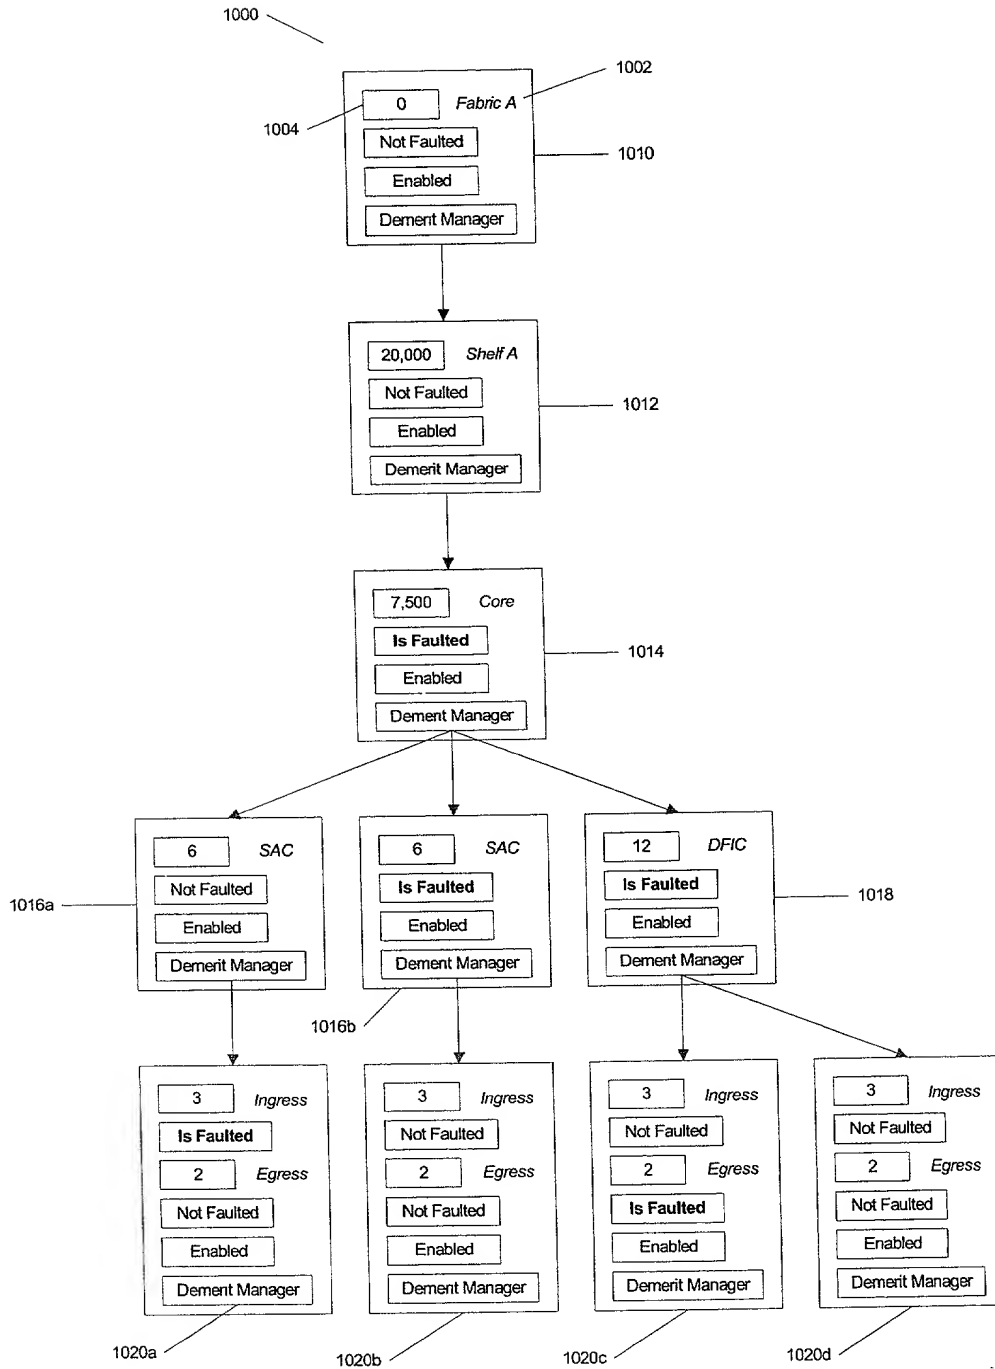 1000
1002
0 Fabric A
1004
Not Faulted
1010
Enabled
Dement Manager
20,000 Shelf A
Not Faulted
1012
Enabled
Demerit Manager
7,500 Core
Is Faulted
1014
Enabled
Dement Manager
6 SAC
6 SAC
12 DFIC
Not Faulted
Is Faulted
Is Faulted
1016a
1018
Enabled
Enabled
Enabled
Demerit Manager
Dement Manager
Dement Manager
1016b
3 Ingress
3 Ingress
3 Ingress
3 Ingress
Is Faulted
Not Faulted
Not Faulted
Not Faulted
2 Egress
2 Egress
2 Egress
2 Egress
Not Faulted
Not Faulted
Is Faulted
Not Faulted
Enabled
Enabled
Enabled
Enabled
Dement Manager
Dement Manager
Demerit Manager
Demerit Manager
1020a
1020b
1020c
1020d